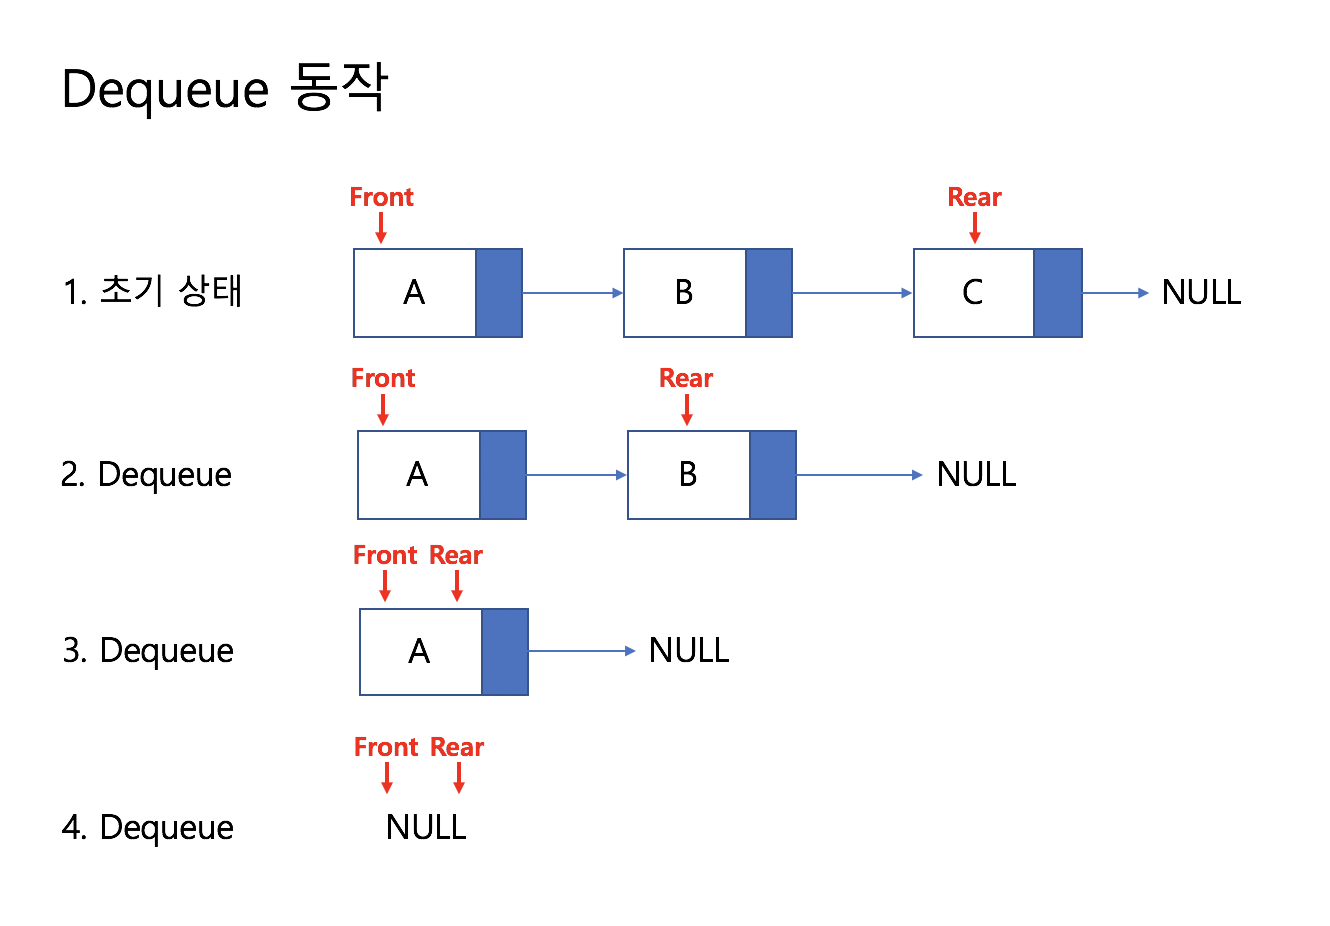 Dequeue 동작
Front Rear
1. 초기 상태 A B C NULL
Front Rear
2. Dequeue A B NULL
Front Rear
3. Dequeue A NULL
Front Rear
4. Dequeue NULL